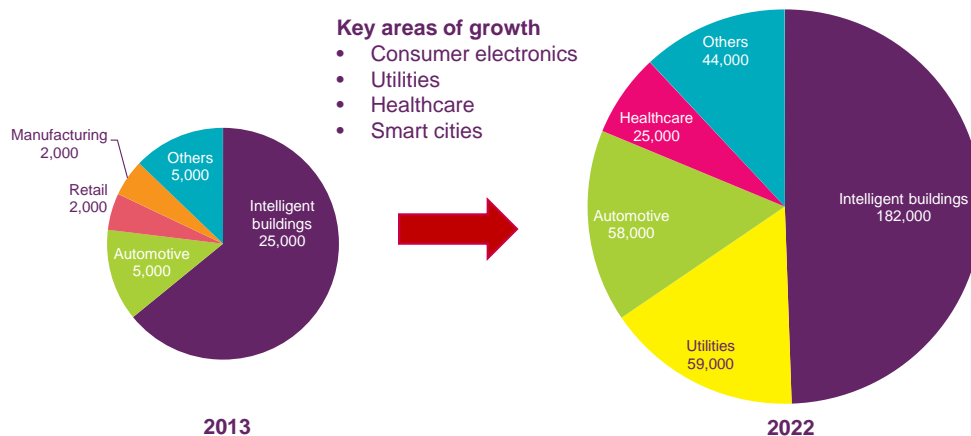 Key areas of growth
• Consumer electronics
• Utilities
• Healthcare
• Smart cities
Manufacturing
2,000
Others
5,000
Retail
2,000
Intelligent
buildings
25,000
Automotive
5,000
2013
Others
44,000
Healthcare
25,000
Intelligent buildings
182,000
Automotive
58,000
Utilities
59,000
2022